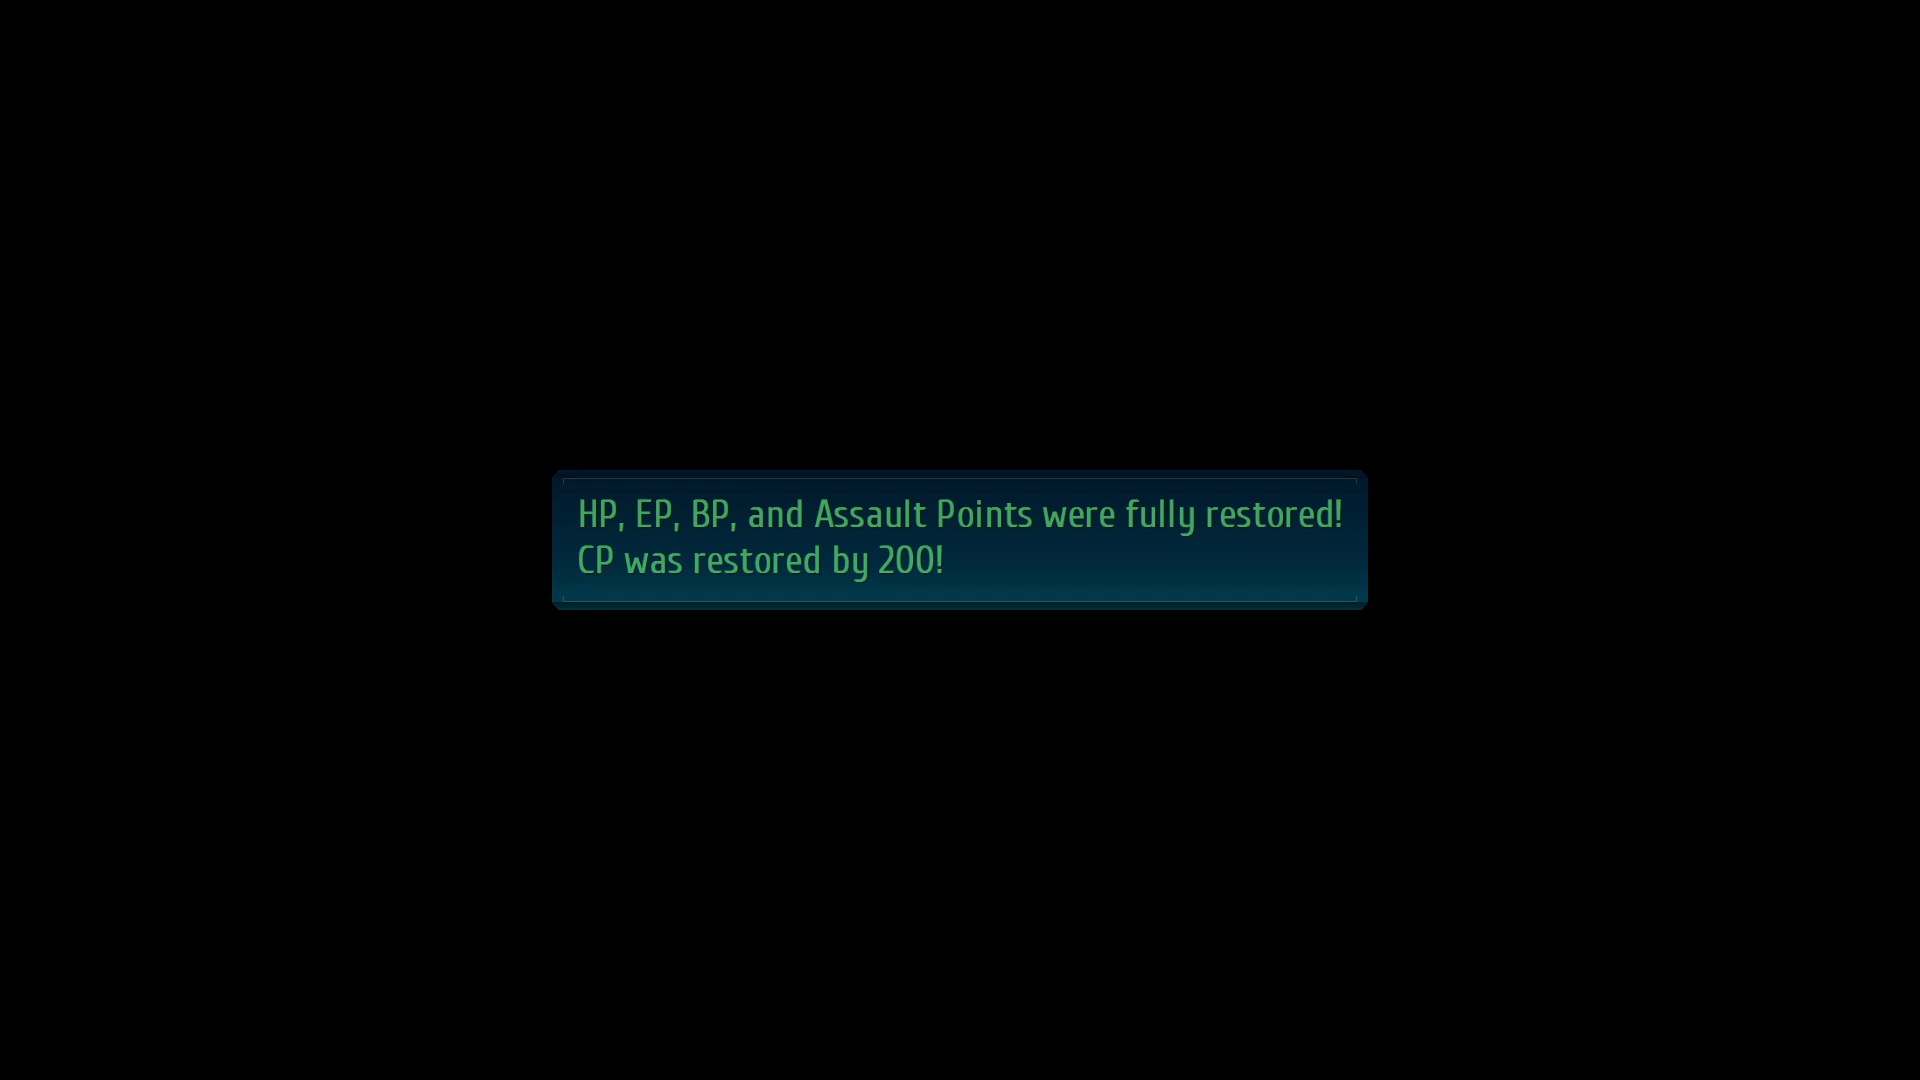 HP, EP, BP, and Assault Points were fully restored!
CP was restored by 200!